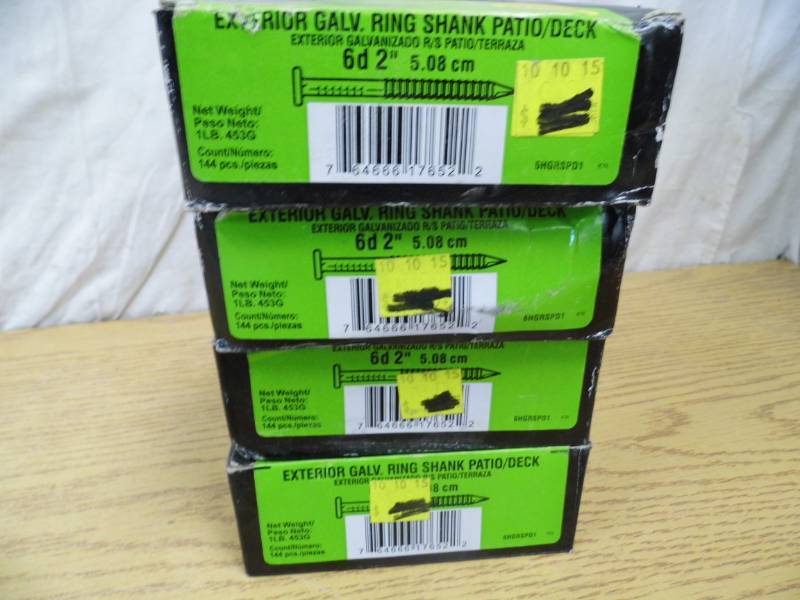 EXTERIOR GALV. RING SHANK PATIO/DECK
EXTERIOR GALVANIZADO R/S PATIO/TERRAZA
6d 2" 5.08 cm
10 10 15
Net Weight/
Peso Neto:
1LB. 453G
Count/Número:
144 pcs./piezas
7 64666 17652 2
6HGRSPD1
EXTERIOR GALV. RING SHANK PATIO/DECK
EXTERIOR GALVANIZADO R/S PATIO/TERRAZA
6d 2" 5.08 cm
10 10 15
Net Weight/
Peso Neto:
1LB. 453G
Count/Número:
144 pcs./piezas
7 64666 17652 2
6HGRSPD1
EXTERIOR GALVANIZADO R/S PATIO/TERRAZA
6d 2" 5.08 cm
10 10 15
Net Weight/
Peso Neto:
1LB. 453G
Count/Número:
144 pcs./piezas
7 64666 17652 2
6HGRSPD1
EXTERIOR GALV. RING SHANK PATIO/DECK
EXTERIOR GALVANIZADO R/S PATIO/TERRAZA
8 cm
10 10 15
Net Weight/
Peso Neto:
1LB. 453G
Count/Número:
144 pcs./piezas
7 64666 17652 2
6HGRSPD1